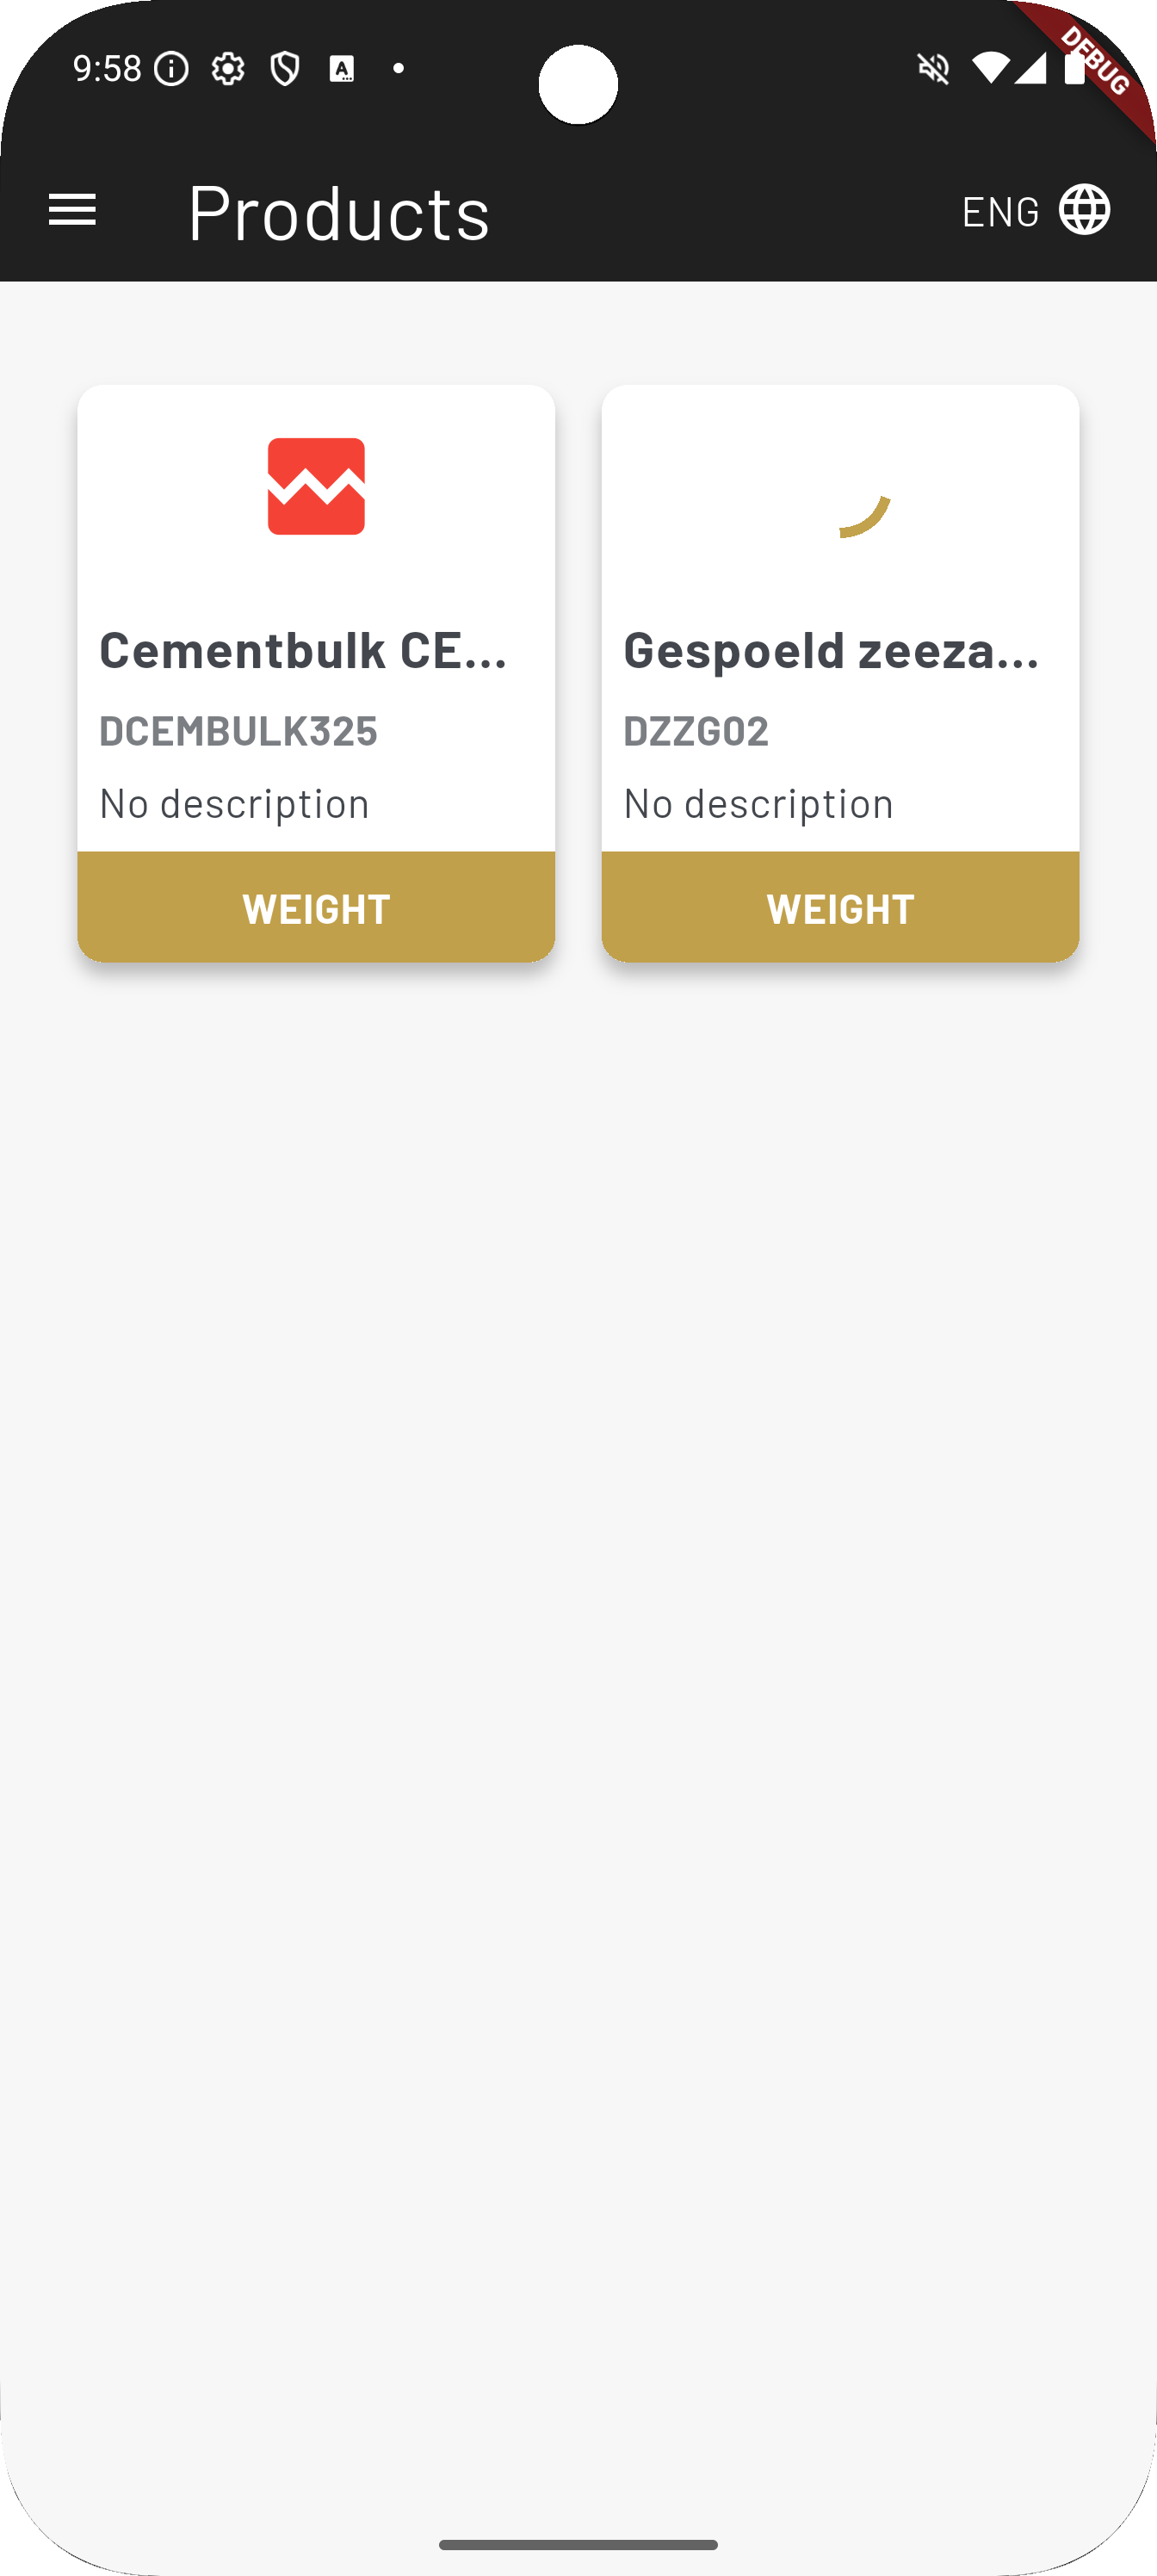 9:58
DEBUG
Products
ENG
Cementbulk CE...
DCEMBULK325
No description
WEIGHT
Gespoeld zeeza...
DZZG02
No description
WEIGHT